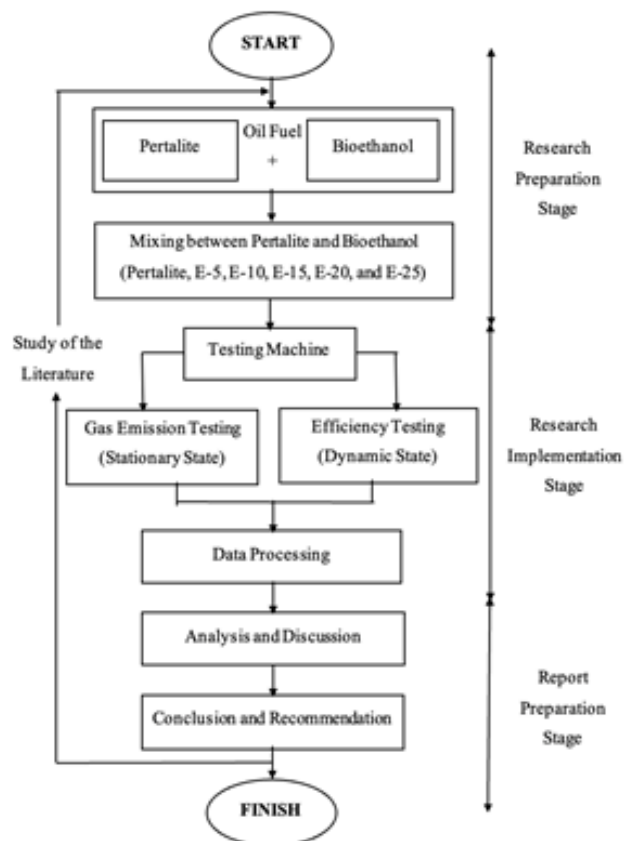 START
Oil Fuel
Pertalite
+
Bioethanol
Research
Preparation
Stage
Mixing between Pertalite and Bioethanol
(Pertalite, E-5, E-10, E-15, E-20, and E-25)
Study of the
Literature
Testing Machine
Gas Emission Testing
(Stationary State)
Efficiency Testing
(Dynamic State)
Research
Implementation
Stage
Data Processing
Analysis and Discussion
Conclusion and Recommendation
Report
Preparation
Stage
FINISH